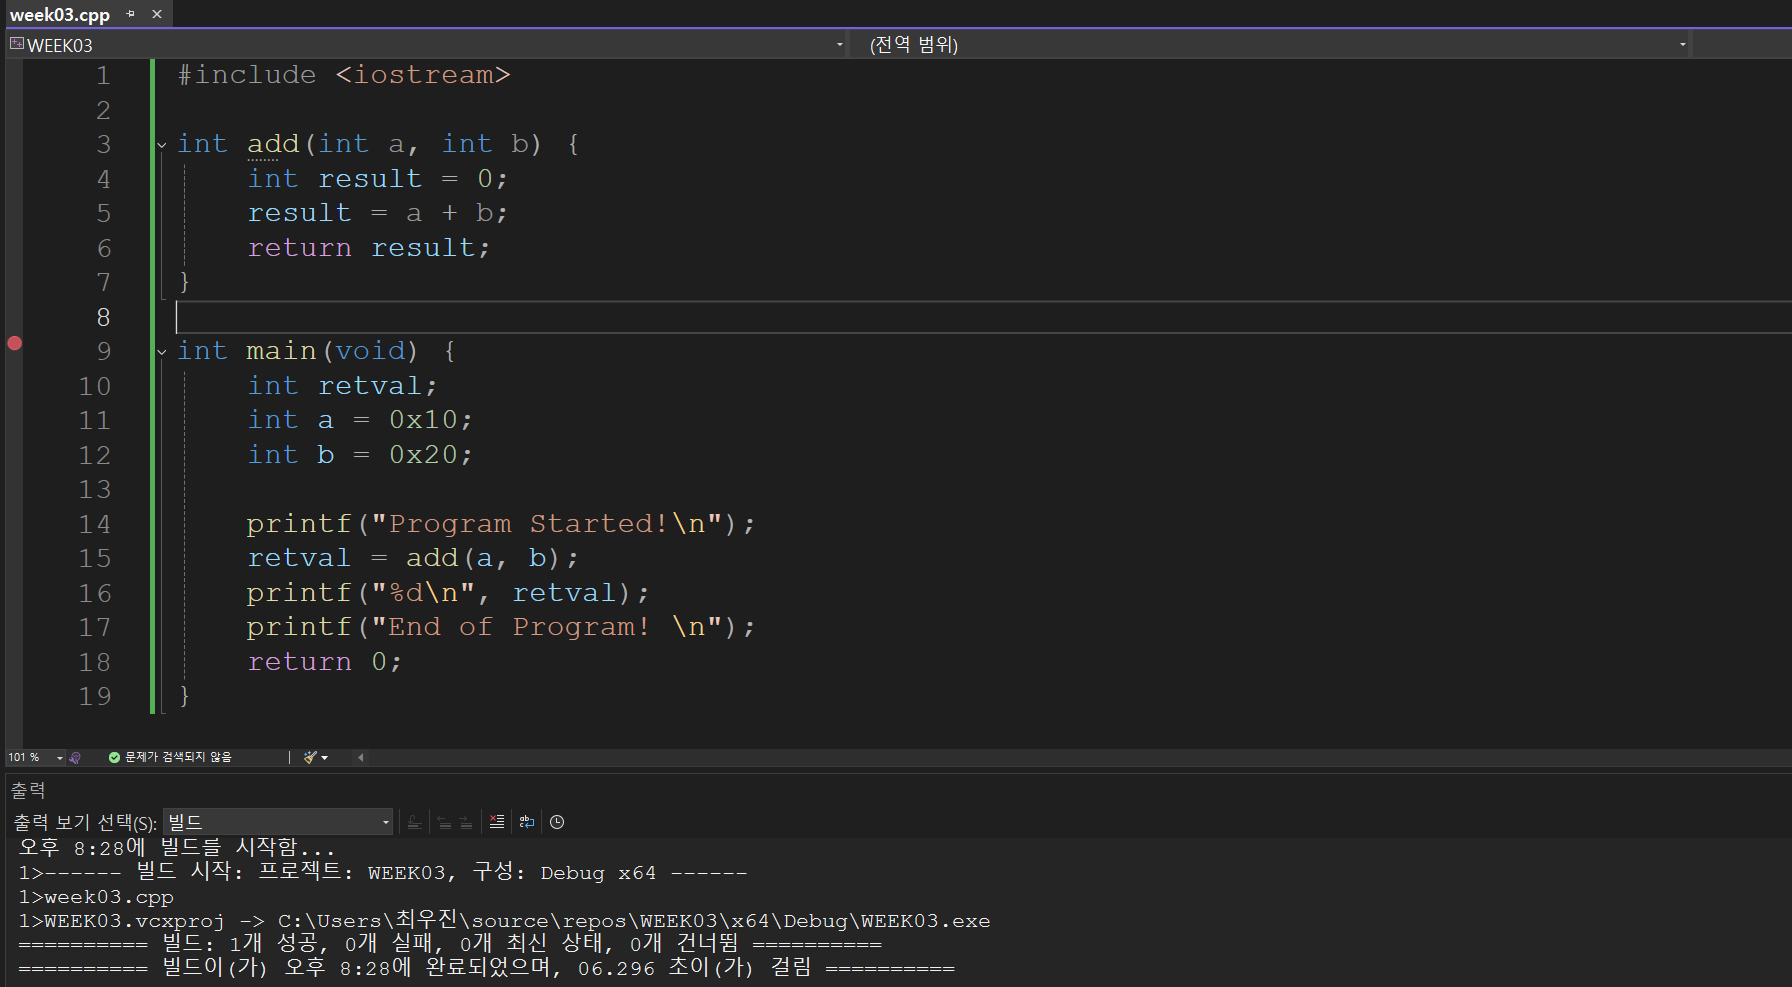 week03.cpp
WEEK03 (전역 범위)
1 #include <iostream>
2
3 int add(int a, int b) {
4     int result = 0;
5     result = a + b;
6     return result;
7 }
8
9 int main(void) {
10     int retval;
11     int a = 0x10;
12     int b = 0x20;
13
14     printf("Program Started!\n");
15     retval = add(a, b);
16     printf("%d\n", retval);
17     printf("End of Program! \n");
18     return 0;
19 }
101 % 문제가 검색되지 않음
출력
출력 보기 선택(S): 빌드
오후 8:28에 빌드를 시작함...
1>------ 빌드 시작: 프로젝트: WEEK03, 구성: Debug x64 ------
1>week03.cpp
1>WEEK03.vcxproj -> C:\Users\최우진\source\repos\WEEK03\x64\Debug\WEEK03.exe
========== 빌드: 1개 성공, 0개 실패, 0개 최신 상태, 0개 건너뜀 ==========
========== 빌드이(가) 오후 8:28에 완료되었으며, 06.296 초이(가) 걸림 ==========